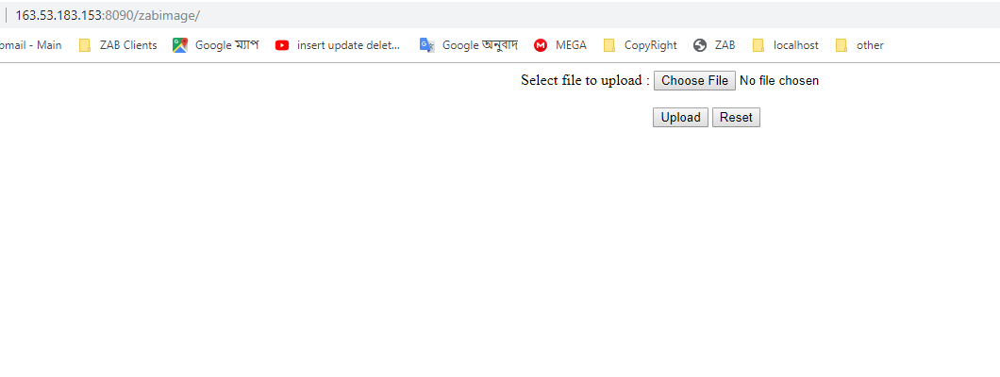 163.53.183.153:8090/zabimage/
omail - Main ZAB Clients Google ম্যাপ insert update delet... Google অনুবাদ MEGA CopyRight ZAB localhost other
Select file to upload : Choose File No file chosen
Upload Reset